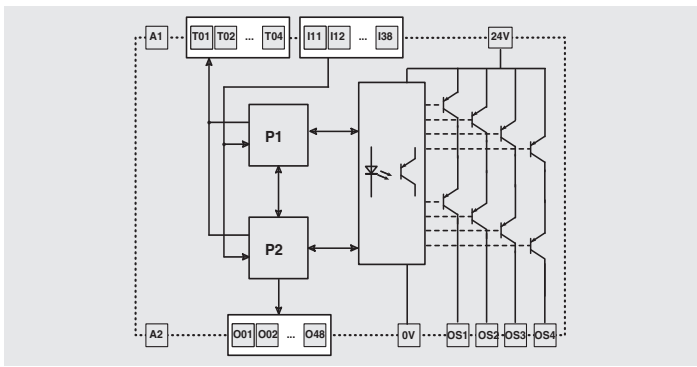 A1 T01 T02 ... T04 I11 I12 ... I38 24V
P1
P2
A2 O01 O02 ... O48 0V OS1 OS2 OS3 OS4